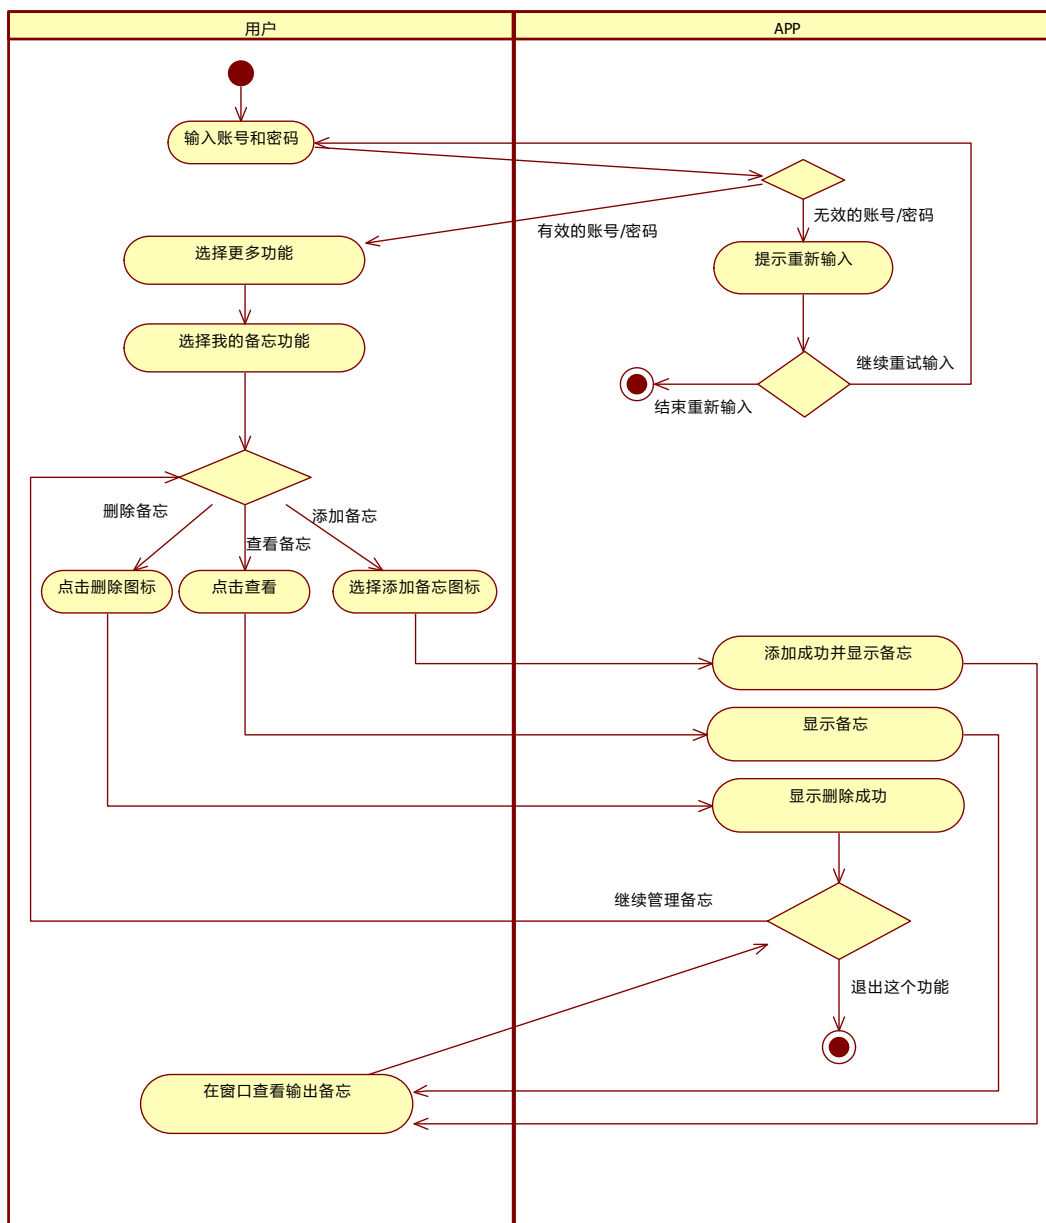 用户
APP
输入账号和密码
无效的账号/密码
有效的账号/密码
选择更多功能
提示重新输入
选择我的备忘功能
继续重试输入
结束重新输入
删除备忘
添加备忘
查看备忘
点击删除图标
点击查看
选择添加备忘图标
添加成功并显示备忘
显示备忘
显示删除成功
继续管理备忘
退出这个功能
在窗口查看输出备忘